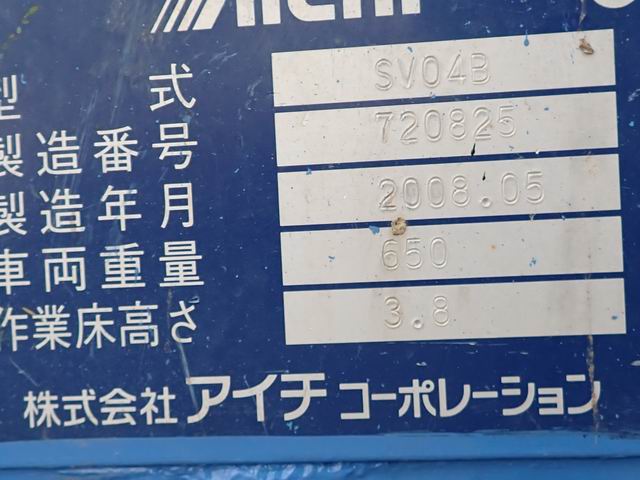 AICHI
型式 SV04B
製造番号 720825
製造年月 2008.05
車両重量 650
作業床高さ 3.8
株式会社アイチコーポレーション